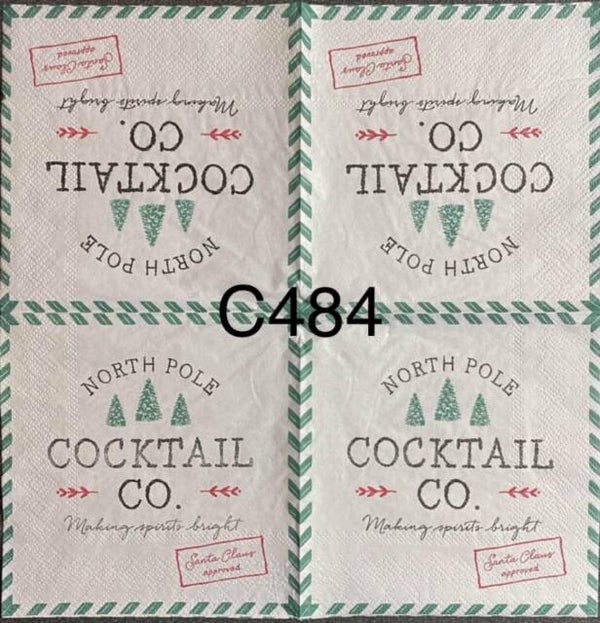 Santa Claus
approved
Making spirits bright
CO.
COCKTAIL
NORTH POLE
Santa Claus
approved
Making spirits bright
CO.
COCKTAIL
NORTH POLE
C484
NORTH POLE
COCKTAIL
CO.
Making spirits bright
Santa Claus
approved
NORTH POLE
COCKTAIL
CO.
Making spirits bright
Santa Claus
approved